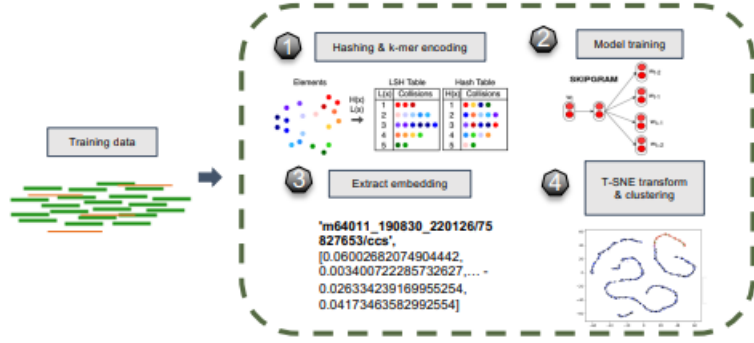 Training data
1
Hashing & k-mer encoding
Elements
H(x)
L(x)
LSH Table
L(x) Collisions
1
2
3
4
5
Hash Table
H(x) Collisions
1
2
3
4
5
2
Model training
SKIPGRAM
3
Extract embedding
'm64011_190830_220126/75
827653/ccs',
[0.06002682074904442,
0.003400722285732627,... -
0.026334239169955254,
0.04173463582992554]
4
T-SNE transform
& clustering